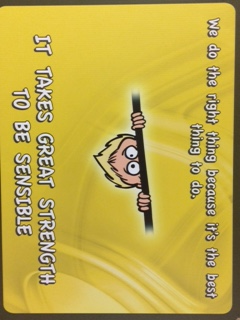 We do the right thing because it's the best
thing to do.
IT TAKES GREAT STRENGTH
TO BE SENSIBLE